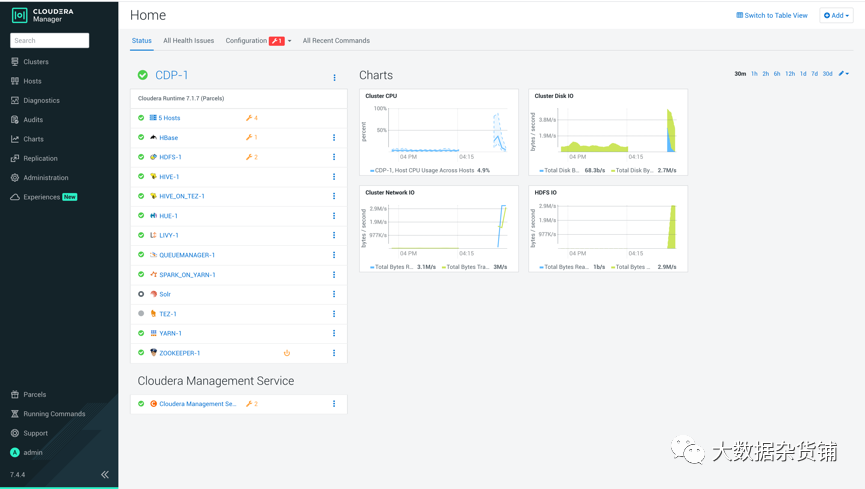 CLOUDERA
Manager
Search
Clusters
Hosts
Diagnostics
Audits
Charts
Replication
Administration
Experiences New
Parcels
Running Commands
Support
A admin
7.4.4
Home
Switch to Table View
Add
Status All Health Issues Configuration 1 All Recent Commands
CDP-1
Cloudera Runtime 7.1.7 (Parcels)
5 Hosts 4
HBase 1
HDFS-1 2
HIVE-1
HIVE_ON_TEZ-1
HUE-1
LIVY-1
QUEUEMANAGER-1
SPARK_ON_YARN-1
Solr
TEZ-1
YARN-1
ZOOKEEPER-1
Cloudera Management Service
Cloudera Management Se... 2
Charts
30m 1h 2h 6h 12h 1d 7d 30d
Cluster CPU
percent
100%
50%
04 PM 04:15
CDP-1, Host CPU Usage Across Hosts 4.9%
Cluster Disk IO
bytes / second
3.8M/s
1.9M/s
04 PM 04:15
Total Disk B... 68.3b/s Total Disk By... 2.7M/s
Cluster Network IO
bytes / second
2.9M/s
1.9M/s
977K/s
04 PM 04:15
Total Bytes R... 3.1M/s Total Bytes Tra... 3M/s
HDFS IO
bytes / second
2.9M/s
1.9M/s
977K/s
04 PM 04:15
Total Bytes Rea... 1b/s Total Bytes ... 2.9M/s
大数据杂货铺